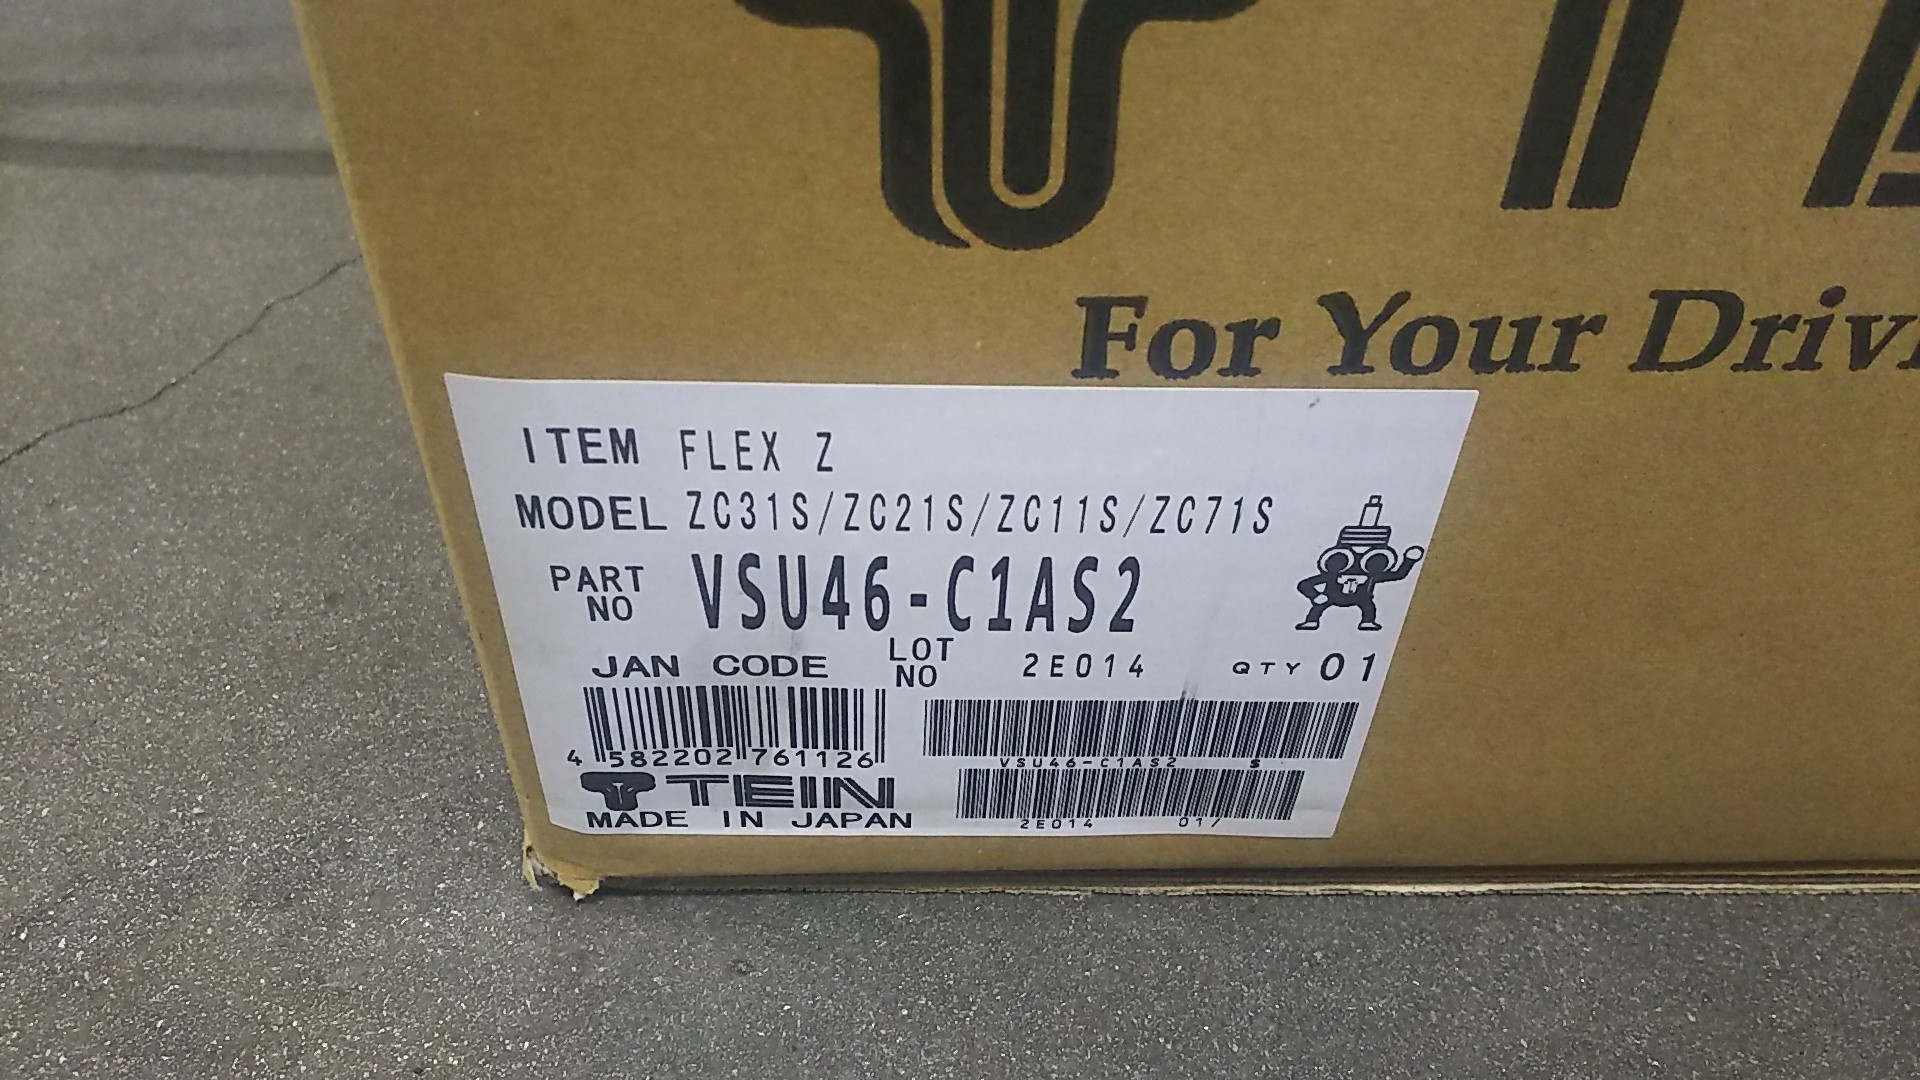 For Your
ITEM FLEX Z
MODEL ZC31S/ZC21S/ZC11S/ZC71S
PART NO VSU46-C1AS2
JAN CODE LOT NO 2E014 QTY 01
4 582202 761126
VSU46-C1AS2 S
TEIN
MADE IN JAPAN
2E014 01/